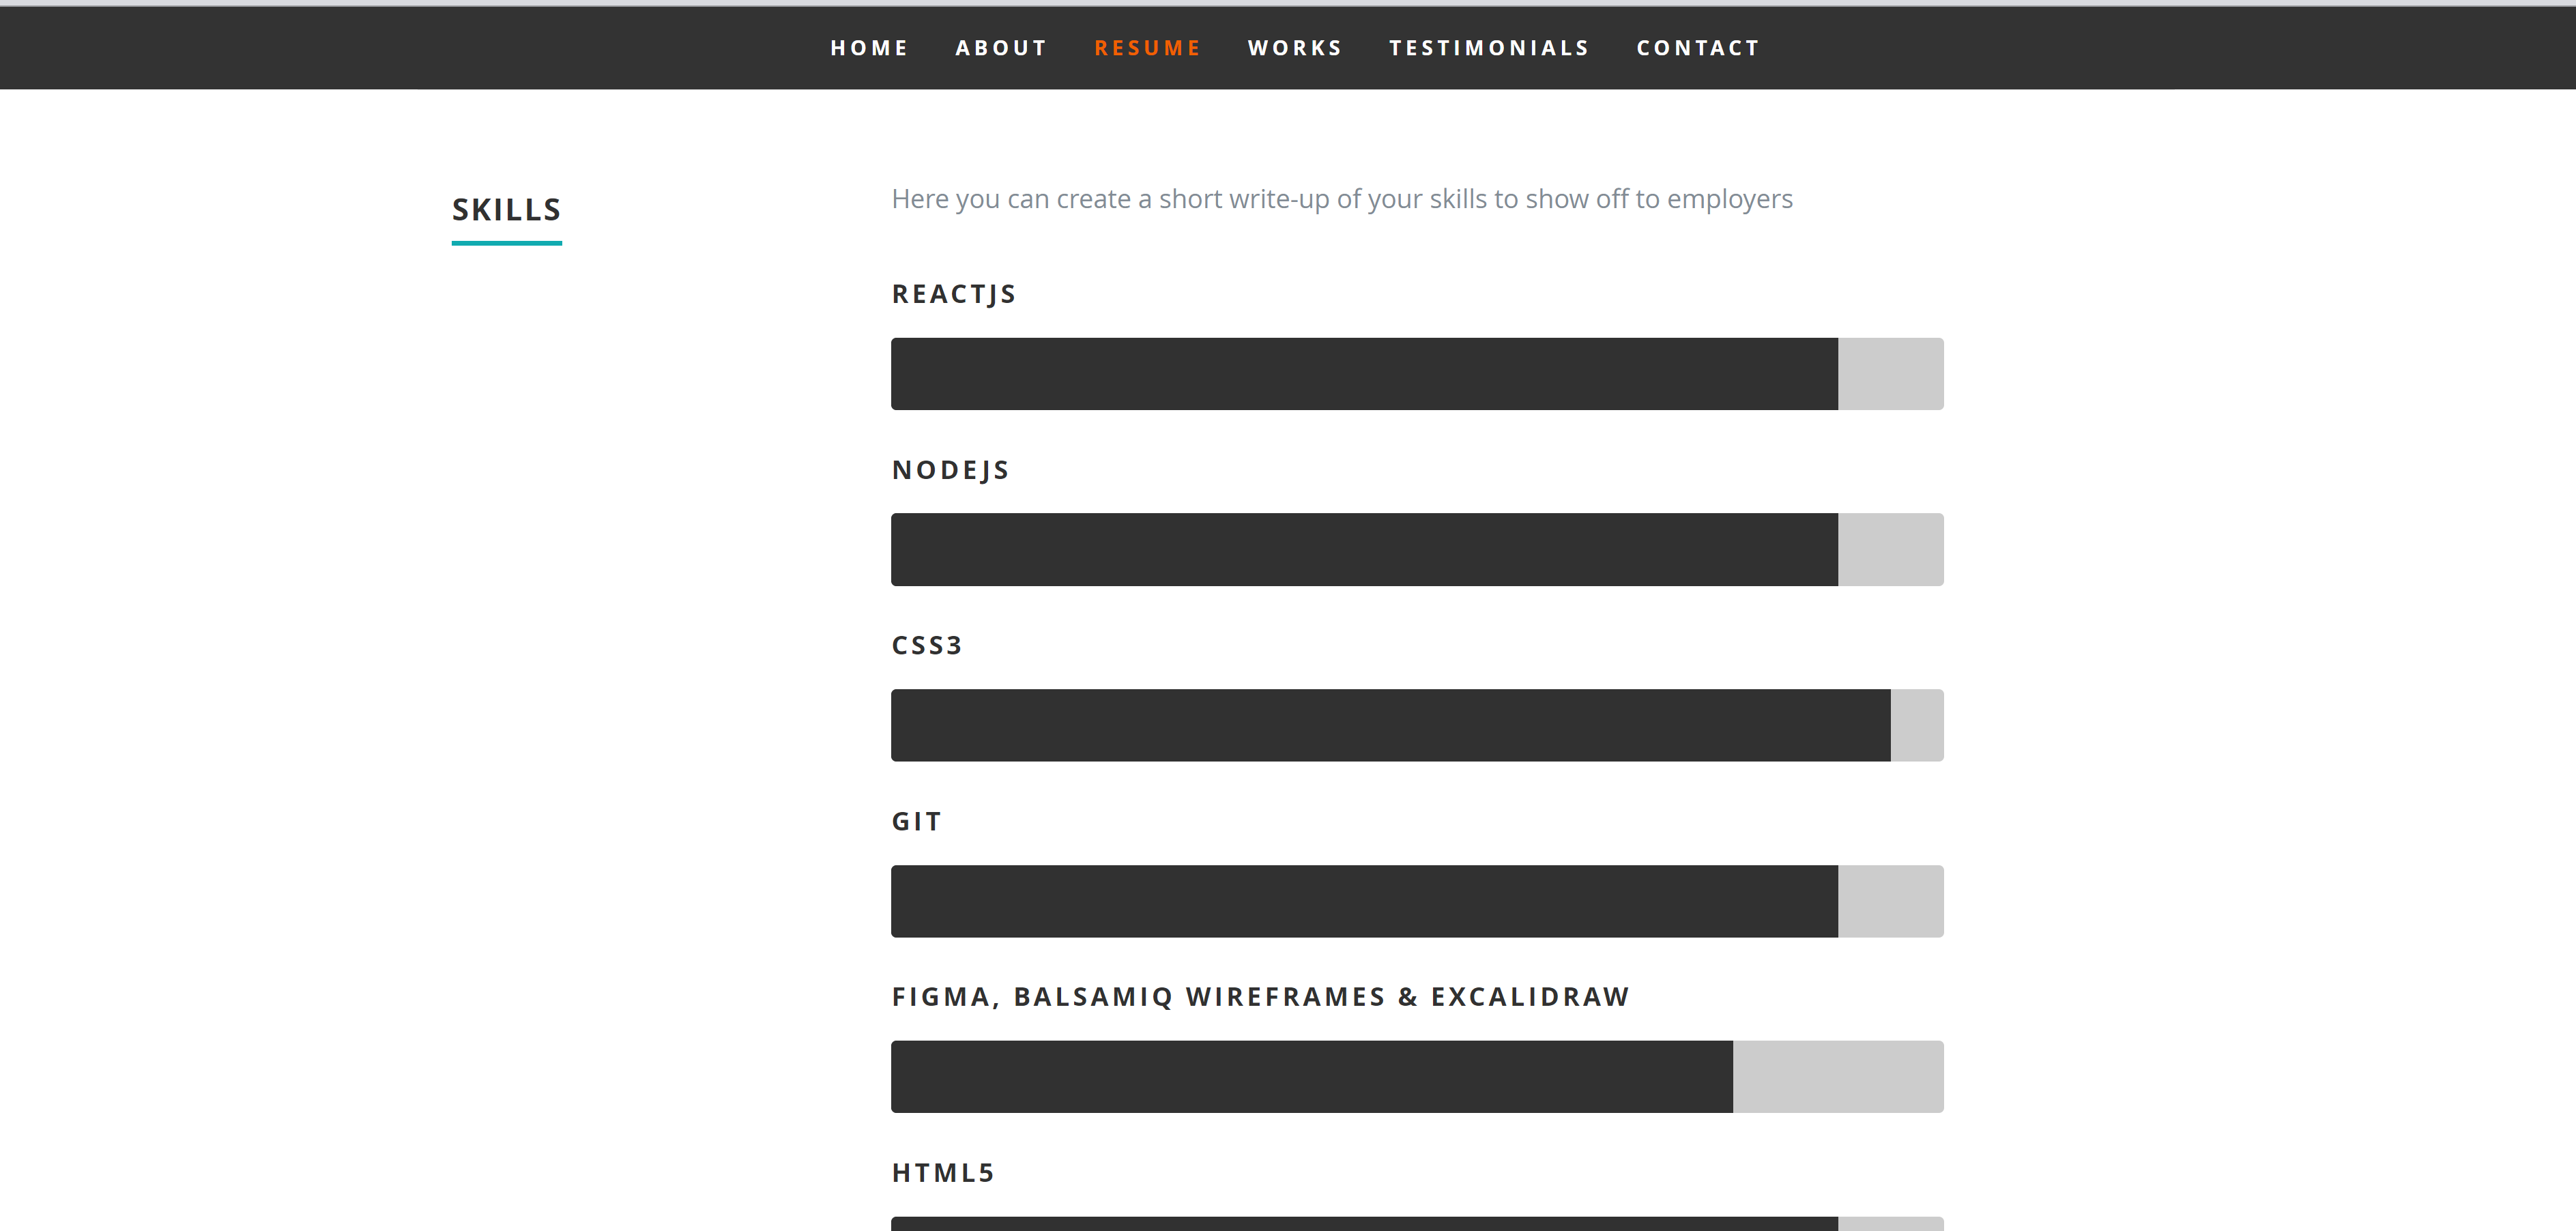 HOME ABOUT RESUME WORKS TESTIMONIALS CONTACT
SKILLS
Here you can create a short write-up of your skills to show off to employers
REACTJS
NODEJS
CSS3
GIT
FIGMA, BALSAMIQ WIREFRAMES & EXCALIDRAW
HTML5